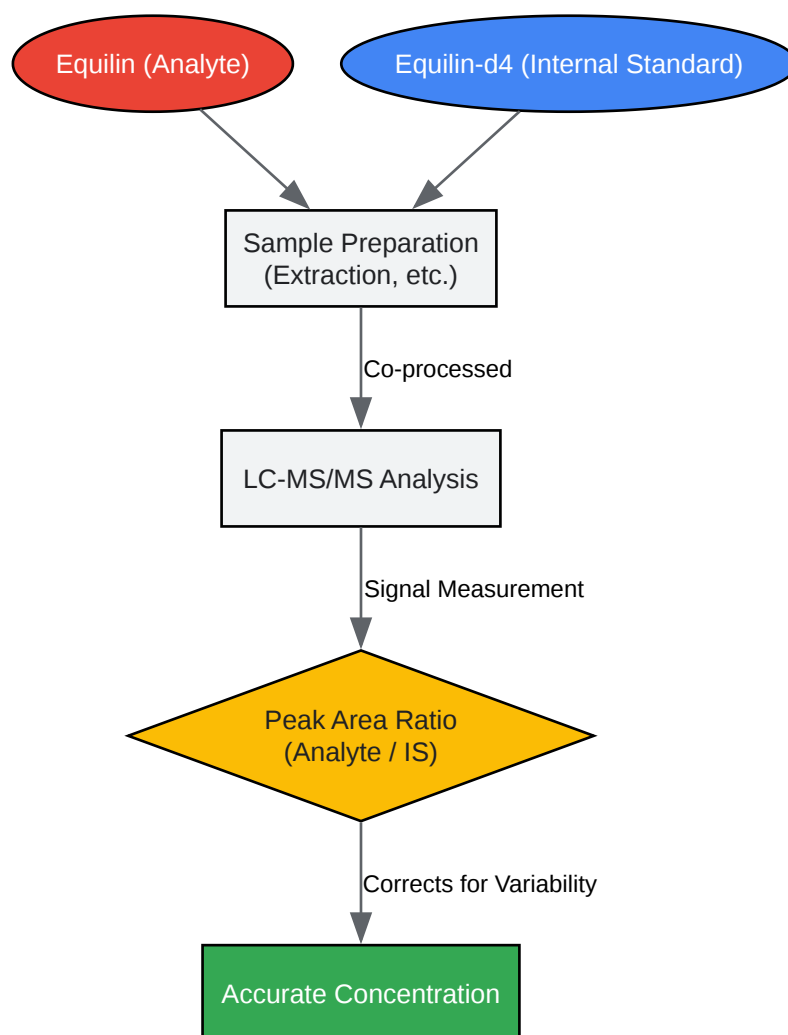 Equilin (Analyte)
Equilin-d4 (Internal Standard)
Sample Preparation
(Extraction, etc.)
Co-processed
LC-MS/MS Analysis
Signal Measurement
Peak Area Ratio
(Analyte / IS)
Corrects for Variability
Accurate Concentration